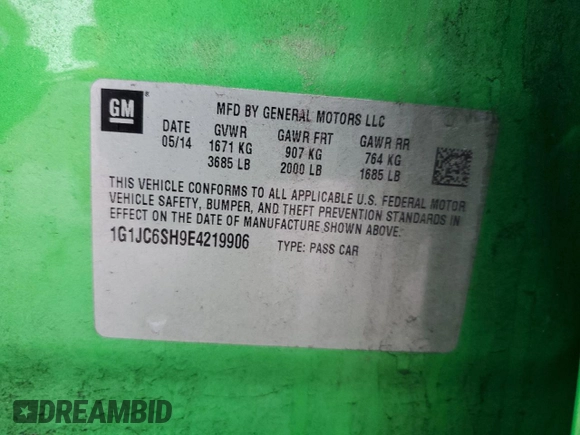 GM
MFD BY GENERAL MOTORS LLC
DATE GVWR GAWR FRT GAWR RR
05/14 1671 KG 907 KG 764 KG
3685 LB 2000 LB 1685 LB
THIS VEHICLE CONFORMS TO ALL APPLICABLE U.S. FEDERAL MOTOR
VEHICLE SAFETY, BUMPER, AND THEFT PREVENTION STANDARDS IN
EFFECT ON THE DATE OF MANUFACTURE SHOWN ABOVE.
1G1JC6SH9E4219906 TYPE: PASS CAR
DREAMBID